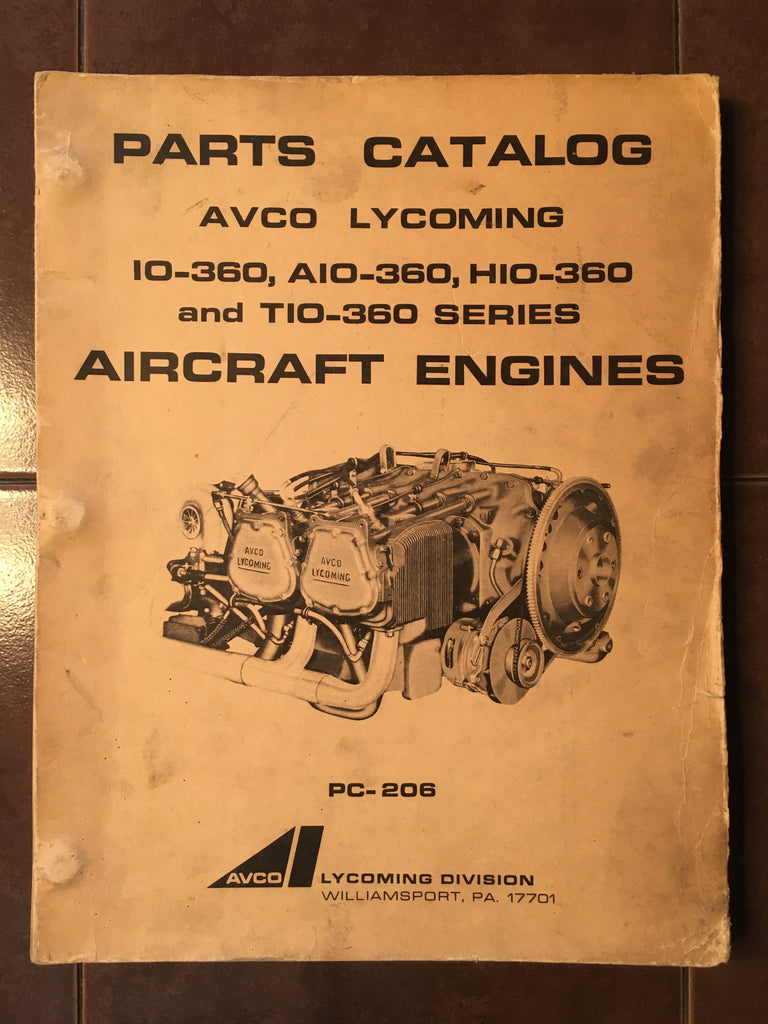 PARTS CATALOG
AVCO LYCOMING
IO-360, AIO-360, HIO-360
and TIO-360 SERIES
AIRCRAFT ENGINES
AVCO
LYCOMING
AVCO
LYCOMING
PC-206
AVCO
LYCOMING DIVISION
WILLIAMSPORT, PA. 17701